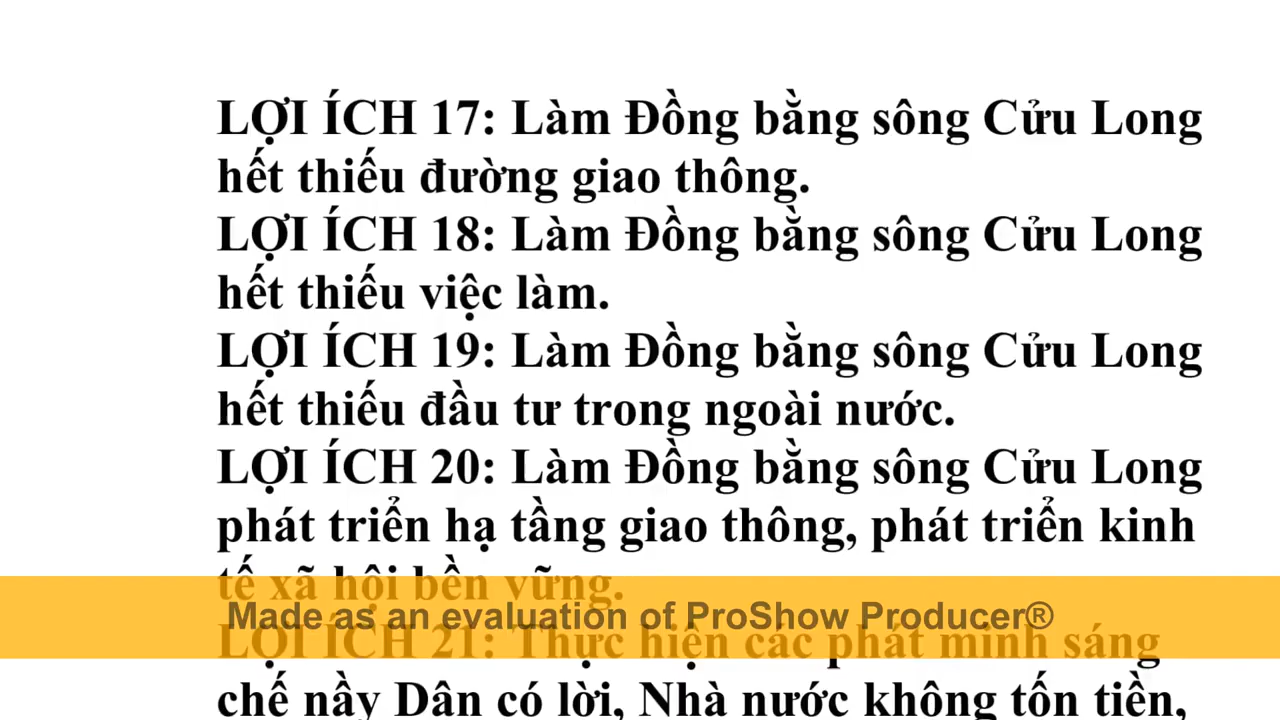 LỢI ÍCH 17: Làm Đồng bằng sông Cửu Long
hết thiếu đường giao thông.
LỢI ÍCH 18: Làm Đồng bằng sông Cửu Long
hết thiếu việc làm.
LỢI ÍCH 19: Làm Đồng bằng sông Cửu Long
hết thiếu đầu tư trong ngoài nước.
LỢI ÍCH 20: Làm Đồng bằng sông Cửu Long
phát triển hạ tầng giao thông, phát triển kinh
tế xã hội bền vững.
Made as an evaluation of ProShow Producer®
LỢI ÍCH 21: Thực hiện các phát minh sáng
chế nầy Dân có lời, Nhà nước không tốn tiền,